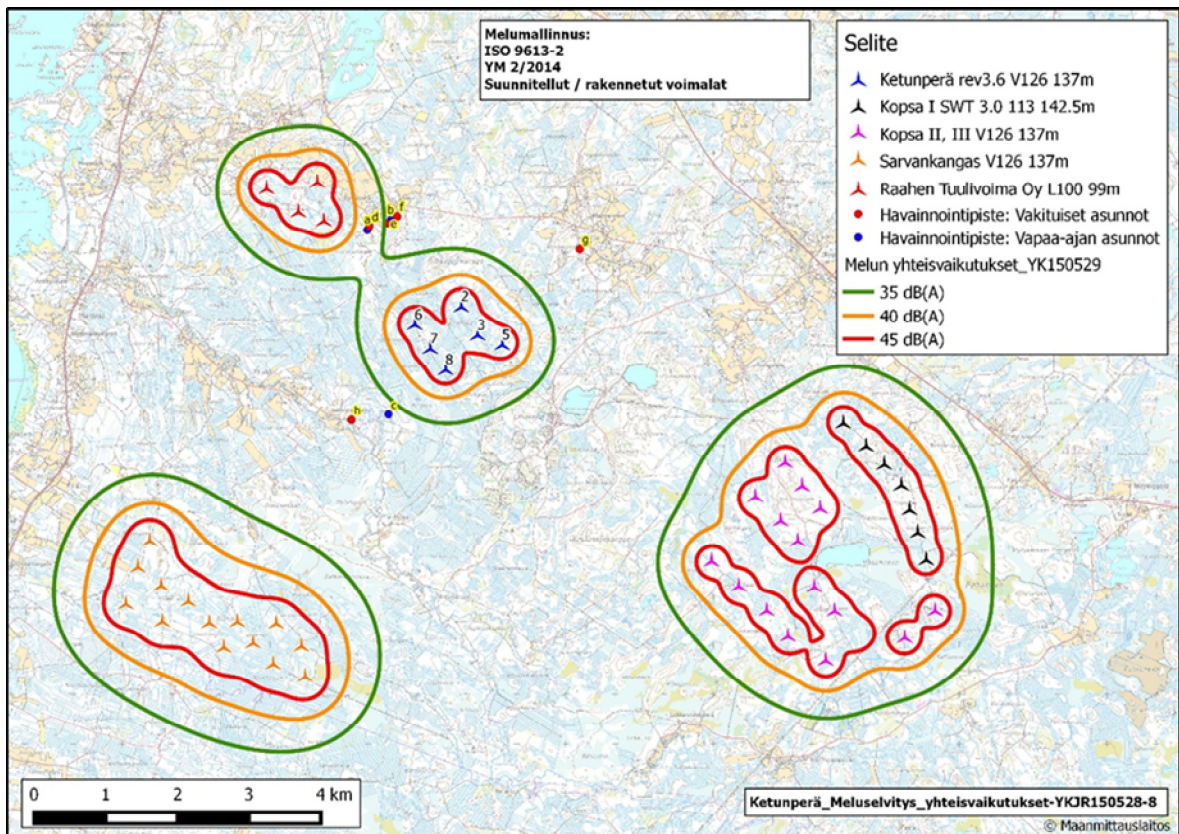 Melumallinnus:
ISO 9613-2
YM 2/2014
Suunnitellut / rakennetut voimalat
Selite
Ketunperä rev3.6 V126 137m
Kopsa I SWT 3.0 113 142.5m
Kopsa II, III V126 137m
Sarvankangas V126 137m
Raahen Tuulivoima Oy L100 99m
Havainnointipiste: Vakituiset asunnot
Havainnointipiste: Vapaa-ajan asunnot
Melun yhteisvaikutukset_YK150529
35 dB(A)
40 dB(A)
45 dB(A)
a
d
b
f
e
g
2
6
3
5
7
8
h
c
0 1 2 3 4 km
Ketunperä_Meluselvitys_yhteisvaikutukset-YKJR150528-8
© Maanmittauslaitos